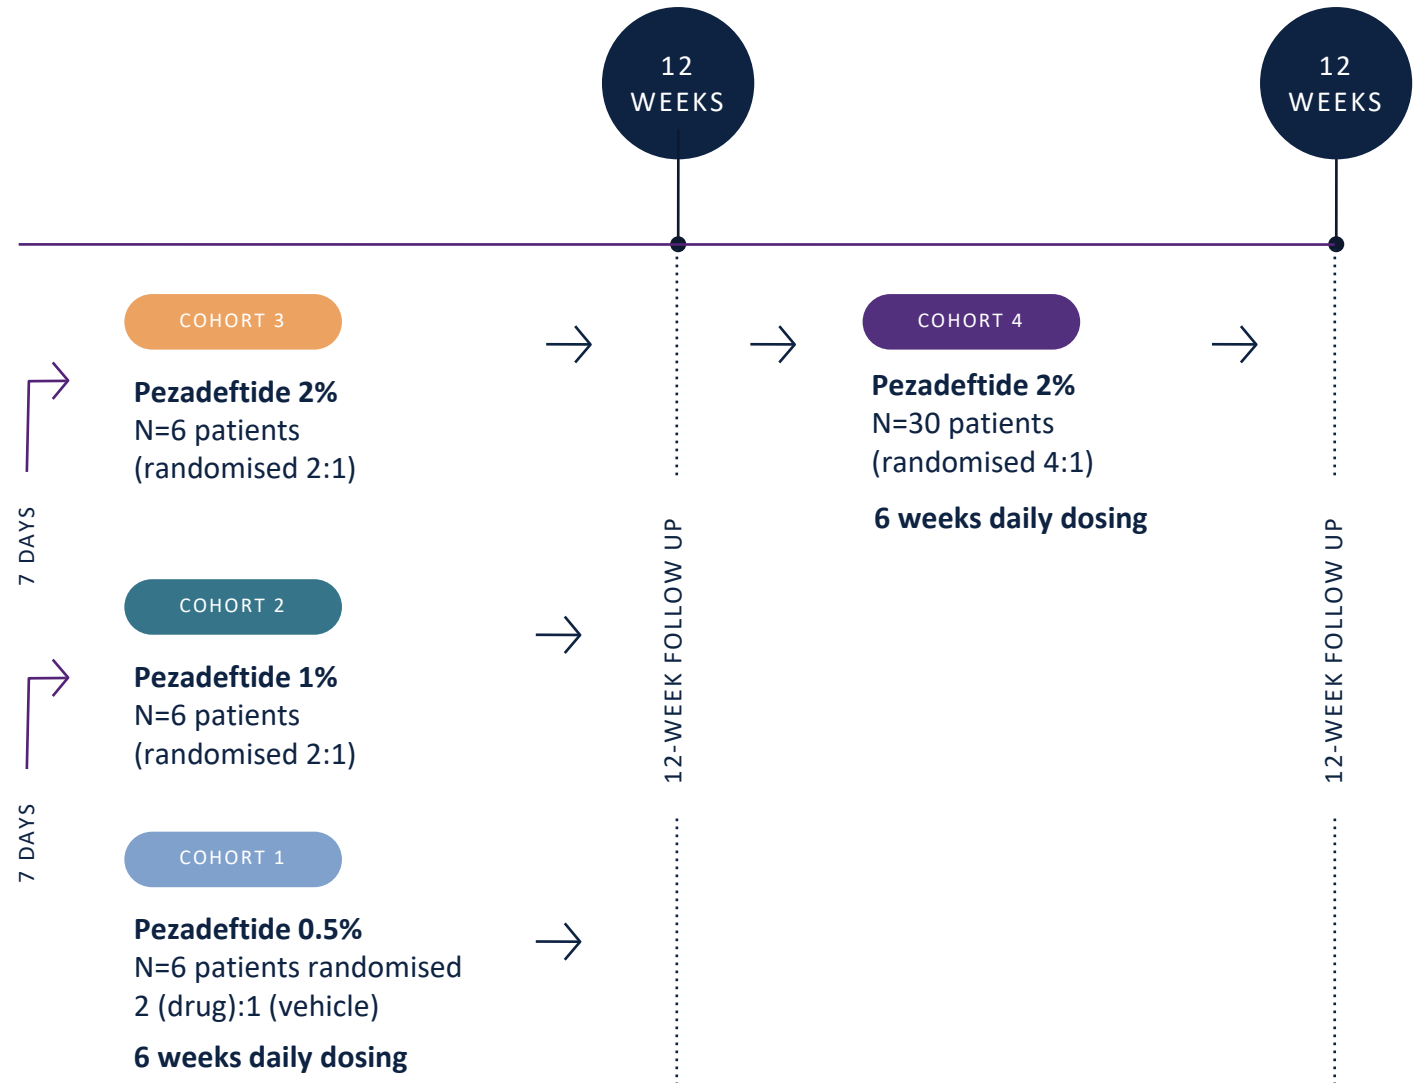 12
WEEKS
12
WEEKS
COHORT 3
Pezadeftide 2%
N=6 patients
(randomised 2:1)
7 DAYS
COHORT 2
Pezadeftide 1%
N=6 patients
(randomised 2:1)
7 DAYS
COHORT 1
Pezadeftide 0.5%
N=6 patients randomised
2 (drug):1 (vehicle)
6 weeks daily dosing
12-WEEK FOLLOW UP
COHORT 4
Pezadeftide 2%
N=30 patients
(randomised 4:1)
6 weeks daily dosing
12-WEEK FOLLOW UP